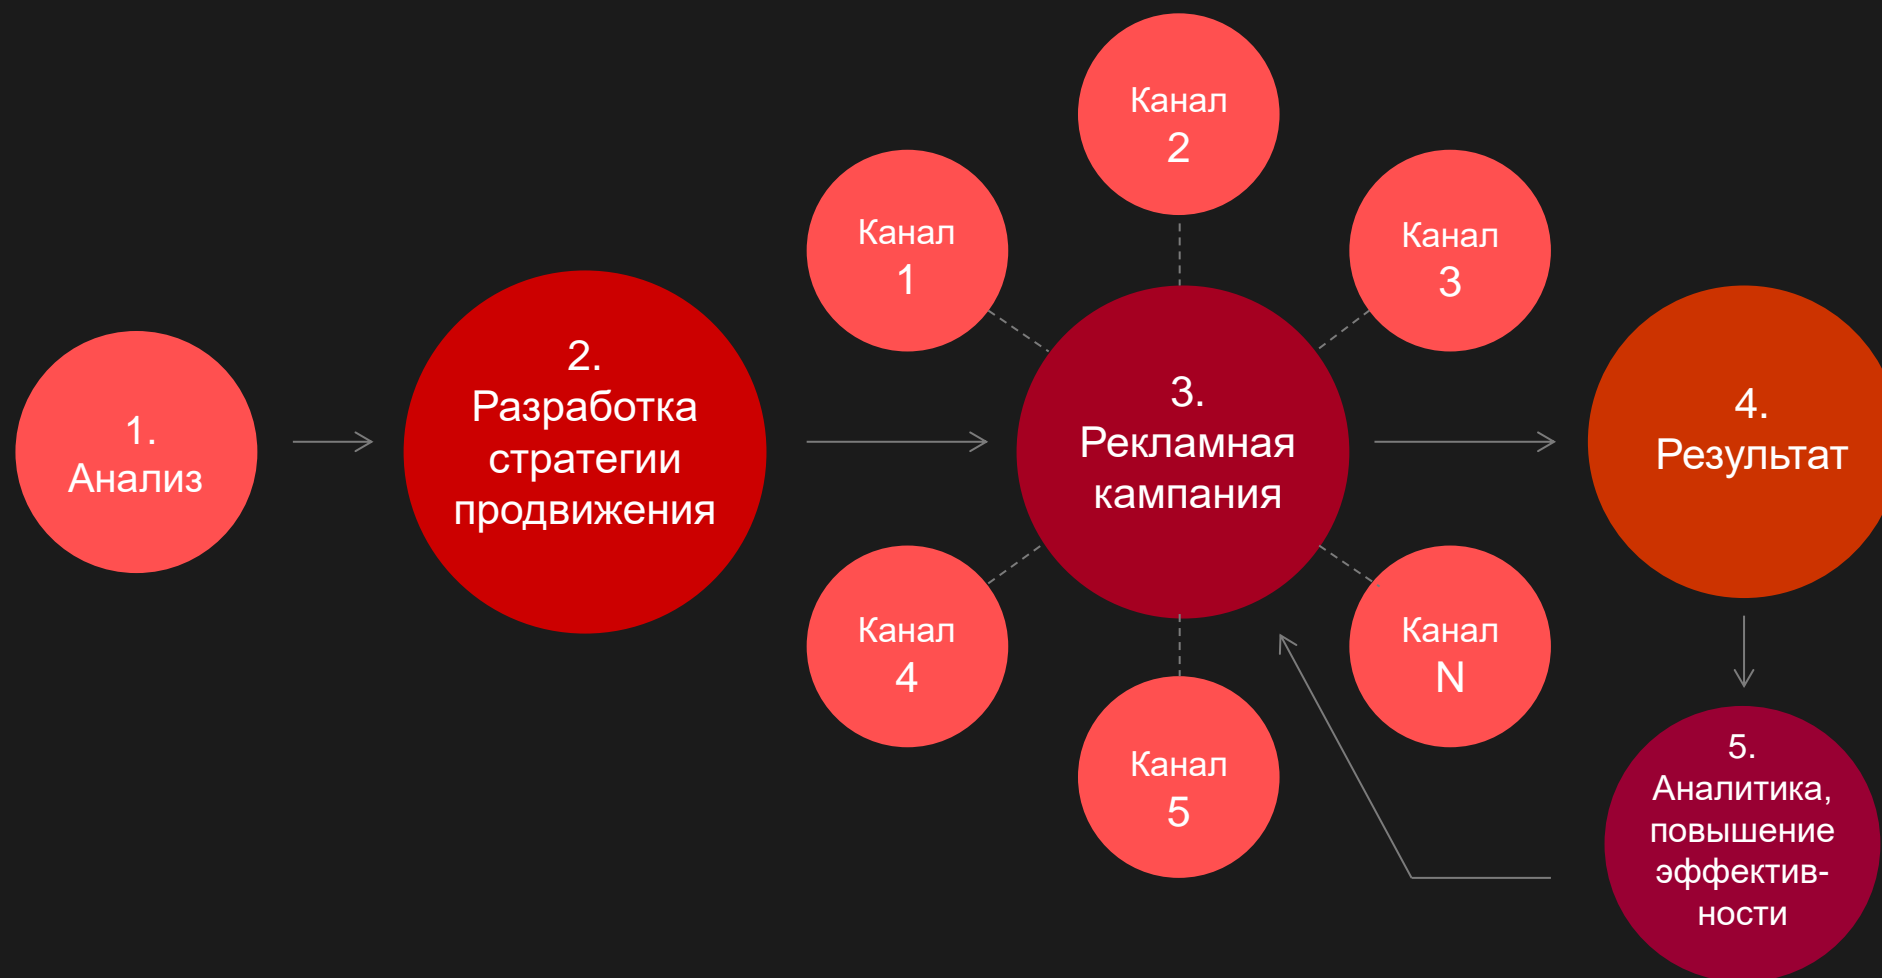 1.
Анализ
2.
Разработка
стратегии
продвижения
Канал
1
Канал
2
Канал
3
3.
Рекламная
кампания
Канал
4
Канал
5
Канал
N
4.
Результат
5.
Аналитика,
повышение
эффектив-
ности